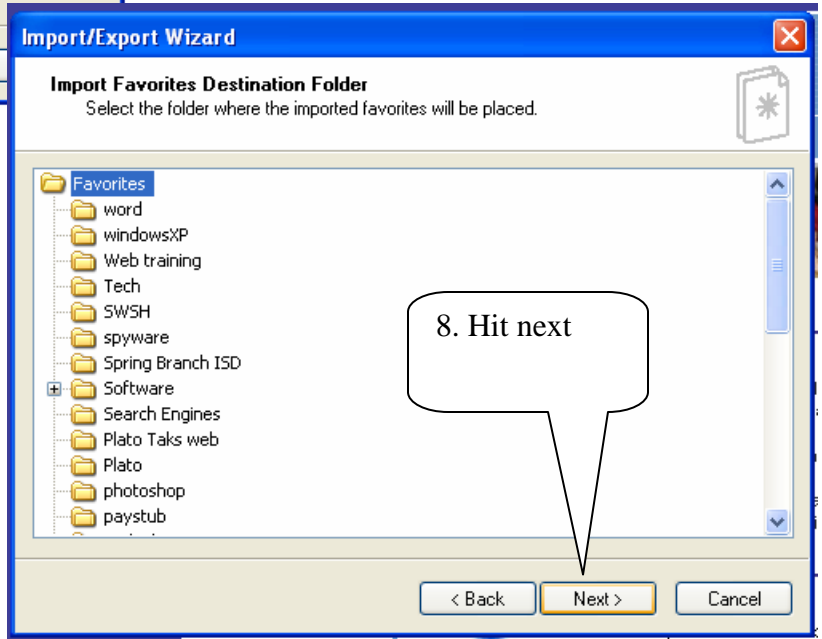 Import/Export Wizard
Import Favorites Destination Folder
Select the folder where the imported favorites will be placed.
Favorites
word
windowsXP
Web training
Tech
SWSH
spyware
Spring Branch ISD
Software
Search Engines
Plato Taks web
Plato
photoshop
paystub
8. Hit next
< Back
Next >
Cancel